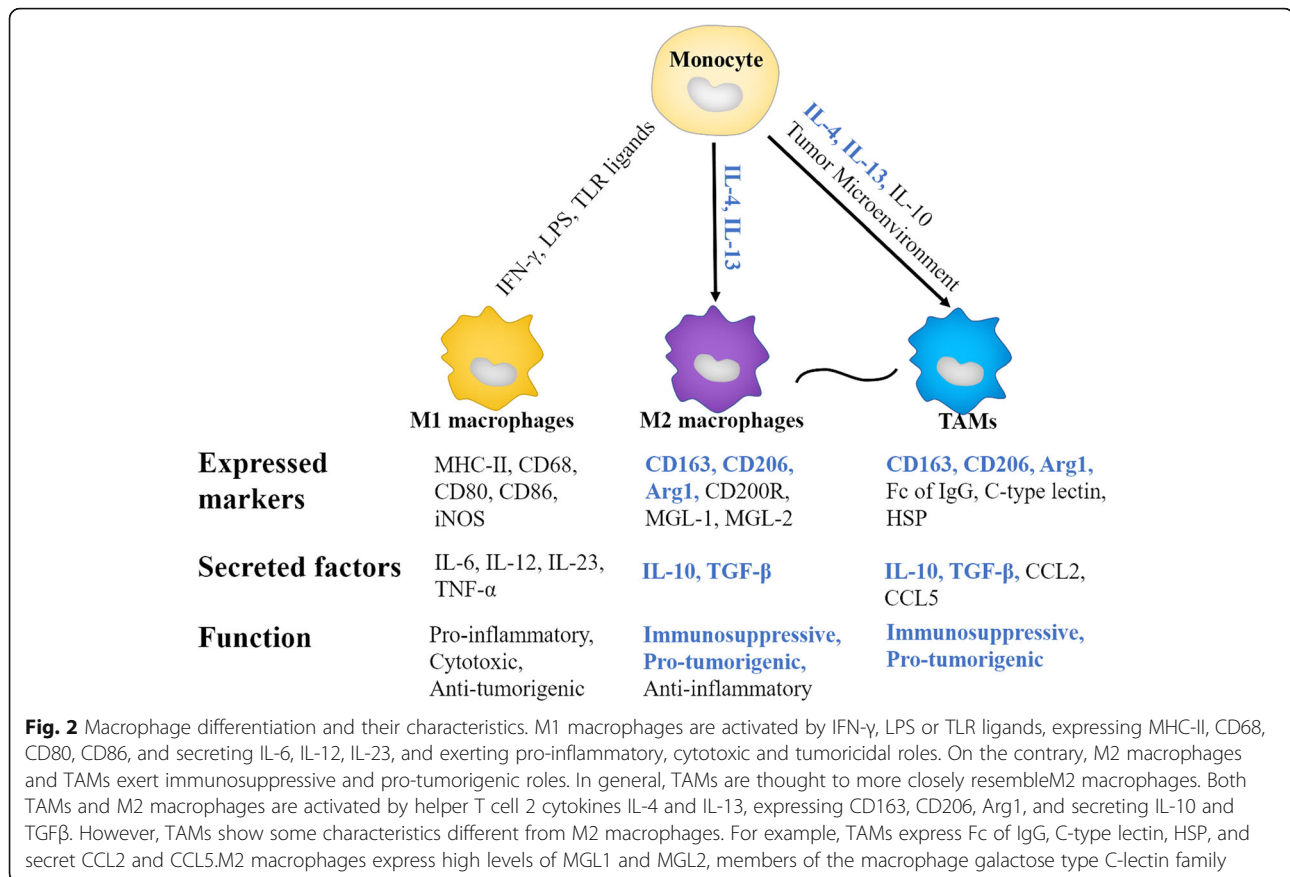 Monocyte
IFN-γ, LPS, TLR ligands
IL-4, IL-13
IL-4, IL-13, IL-10
Tumor Microenvironment
M1 macrophages
M2 macrophages
TAMs
Expressed
markers
MHC-II, CD68,
CD80, CD86,
iNOS
CD163, CD206,
Arg1, CD200R,
MGL-1, MGL-2
CD163, CD206, Arg1,
Fc of IgG, C-type lectin,
HSP
Secreted factors
IL-6, IL-12, IL-23,
TNF-α
IL-10, TGF-β
IL-10, TGF-β, CCL2,
CCL5
Function
Pro-inflammatory,
Cytotoxic,
Anti-tumorigenic
Immunosuppressive,
Pro-tumorigenic,
Anti-inflammatory
Immunosuppressive,
Pro-tumorigenic
Fig. 2 Macrophage differentiation and their characteristics. M1 macrophages are activated by IFN-γ, LPS or TLR ligands, expressing MHC-II, CD68,
CD80, CD86, and secreting IL-6, IL-12, IL-23, and exerting pro-inflammatory, cytotoxic and tumoricidal roles. On the contrary, M2 macrophages
and TAMs exert immunosuppressive and pro-tumorigenic roles. In general, TAMs are thought to more closely resembleM2 macrophages. Both
TAMs and M2 macrophages are activated by helper T cell 2 cytokines IL-4 and IL-13, expressing CD163, CD206, Arg1, and secreting IL-10 and
TGFβ. However, TAMs show some characteristics different from M2 macrophages. For example, TAMs express Fc of IgG, C-type lectin, HSP, and
secret CCL2 and CCL5.M2 macrophages express high levels of MGL1 and MGL2, members of the macrophage galactose type C-lectin family